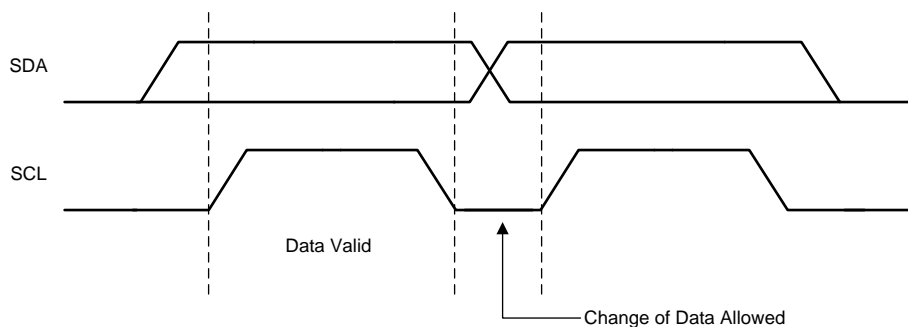 SDA
SCL
Data Valid
Change of Data Allowed